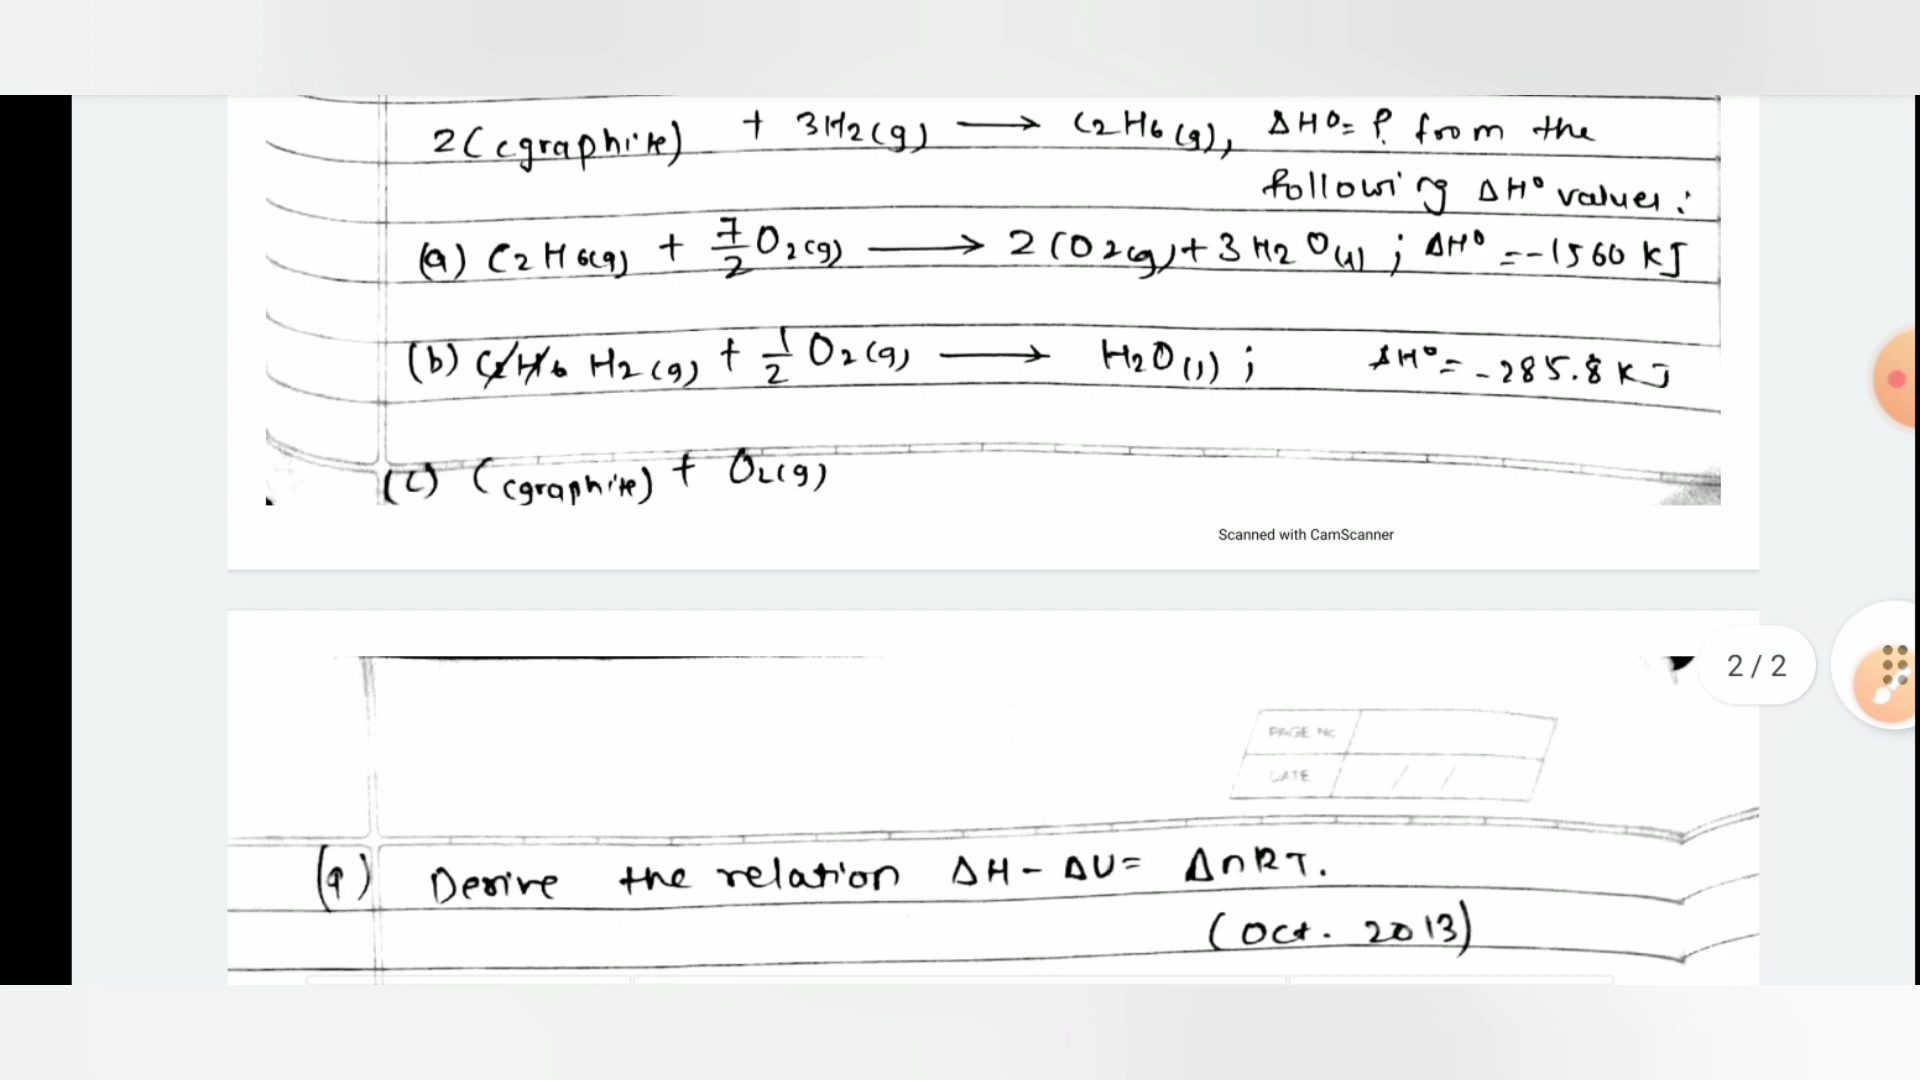 2C(graphite) + 3H2(g) → C2H6(g), ΔH°= ? from the
following ΔH° values:
(a) C2H6(g) + 7/2 O2(g) → 2CO2(g) + 3H2O(l) ; ΔH° = -1560 KJ
(b) C2H6 H2(g) + 1/2 O2(g) → H2O(l) ; ΔH° = -285.8 KJ
(c) C(graphite) + O2(g)
Scanned with CamScanner
2/2
PAGE No
DATE / /
(9) Derive the relation ΔH - ΔU = ΔnRT.
(Oct. 2013)